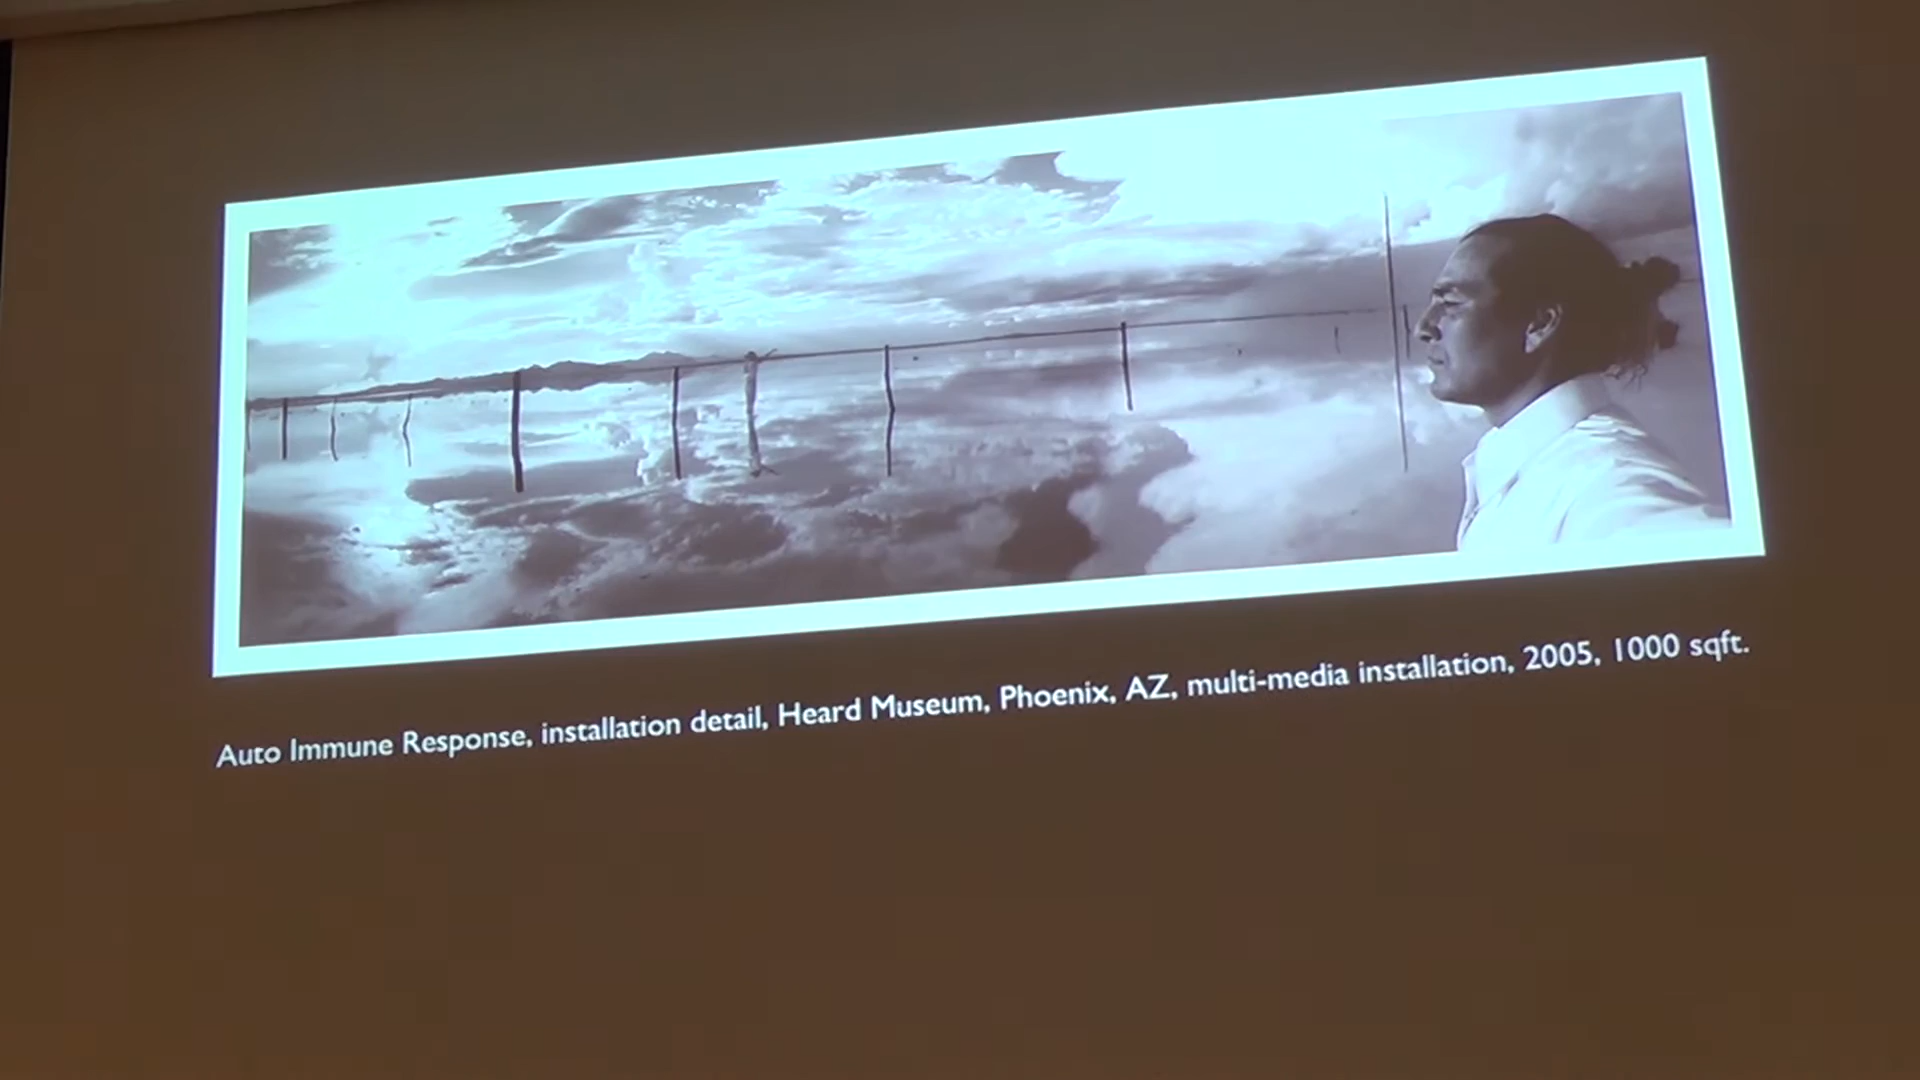 Auto Immune Response, installation detail, Heard Museum, Phoenix, AZ, multi-media installation, 2005, 1000 sqft.